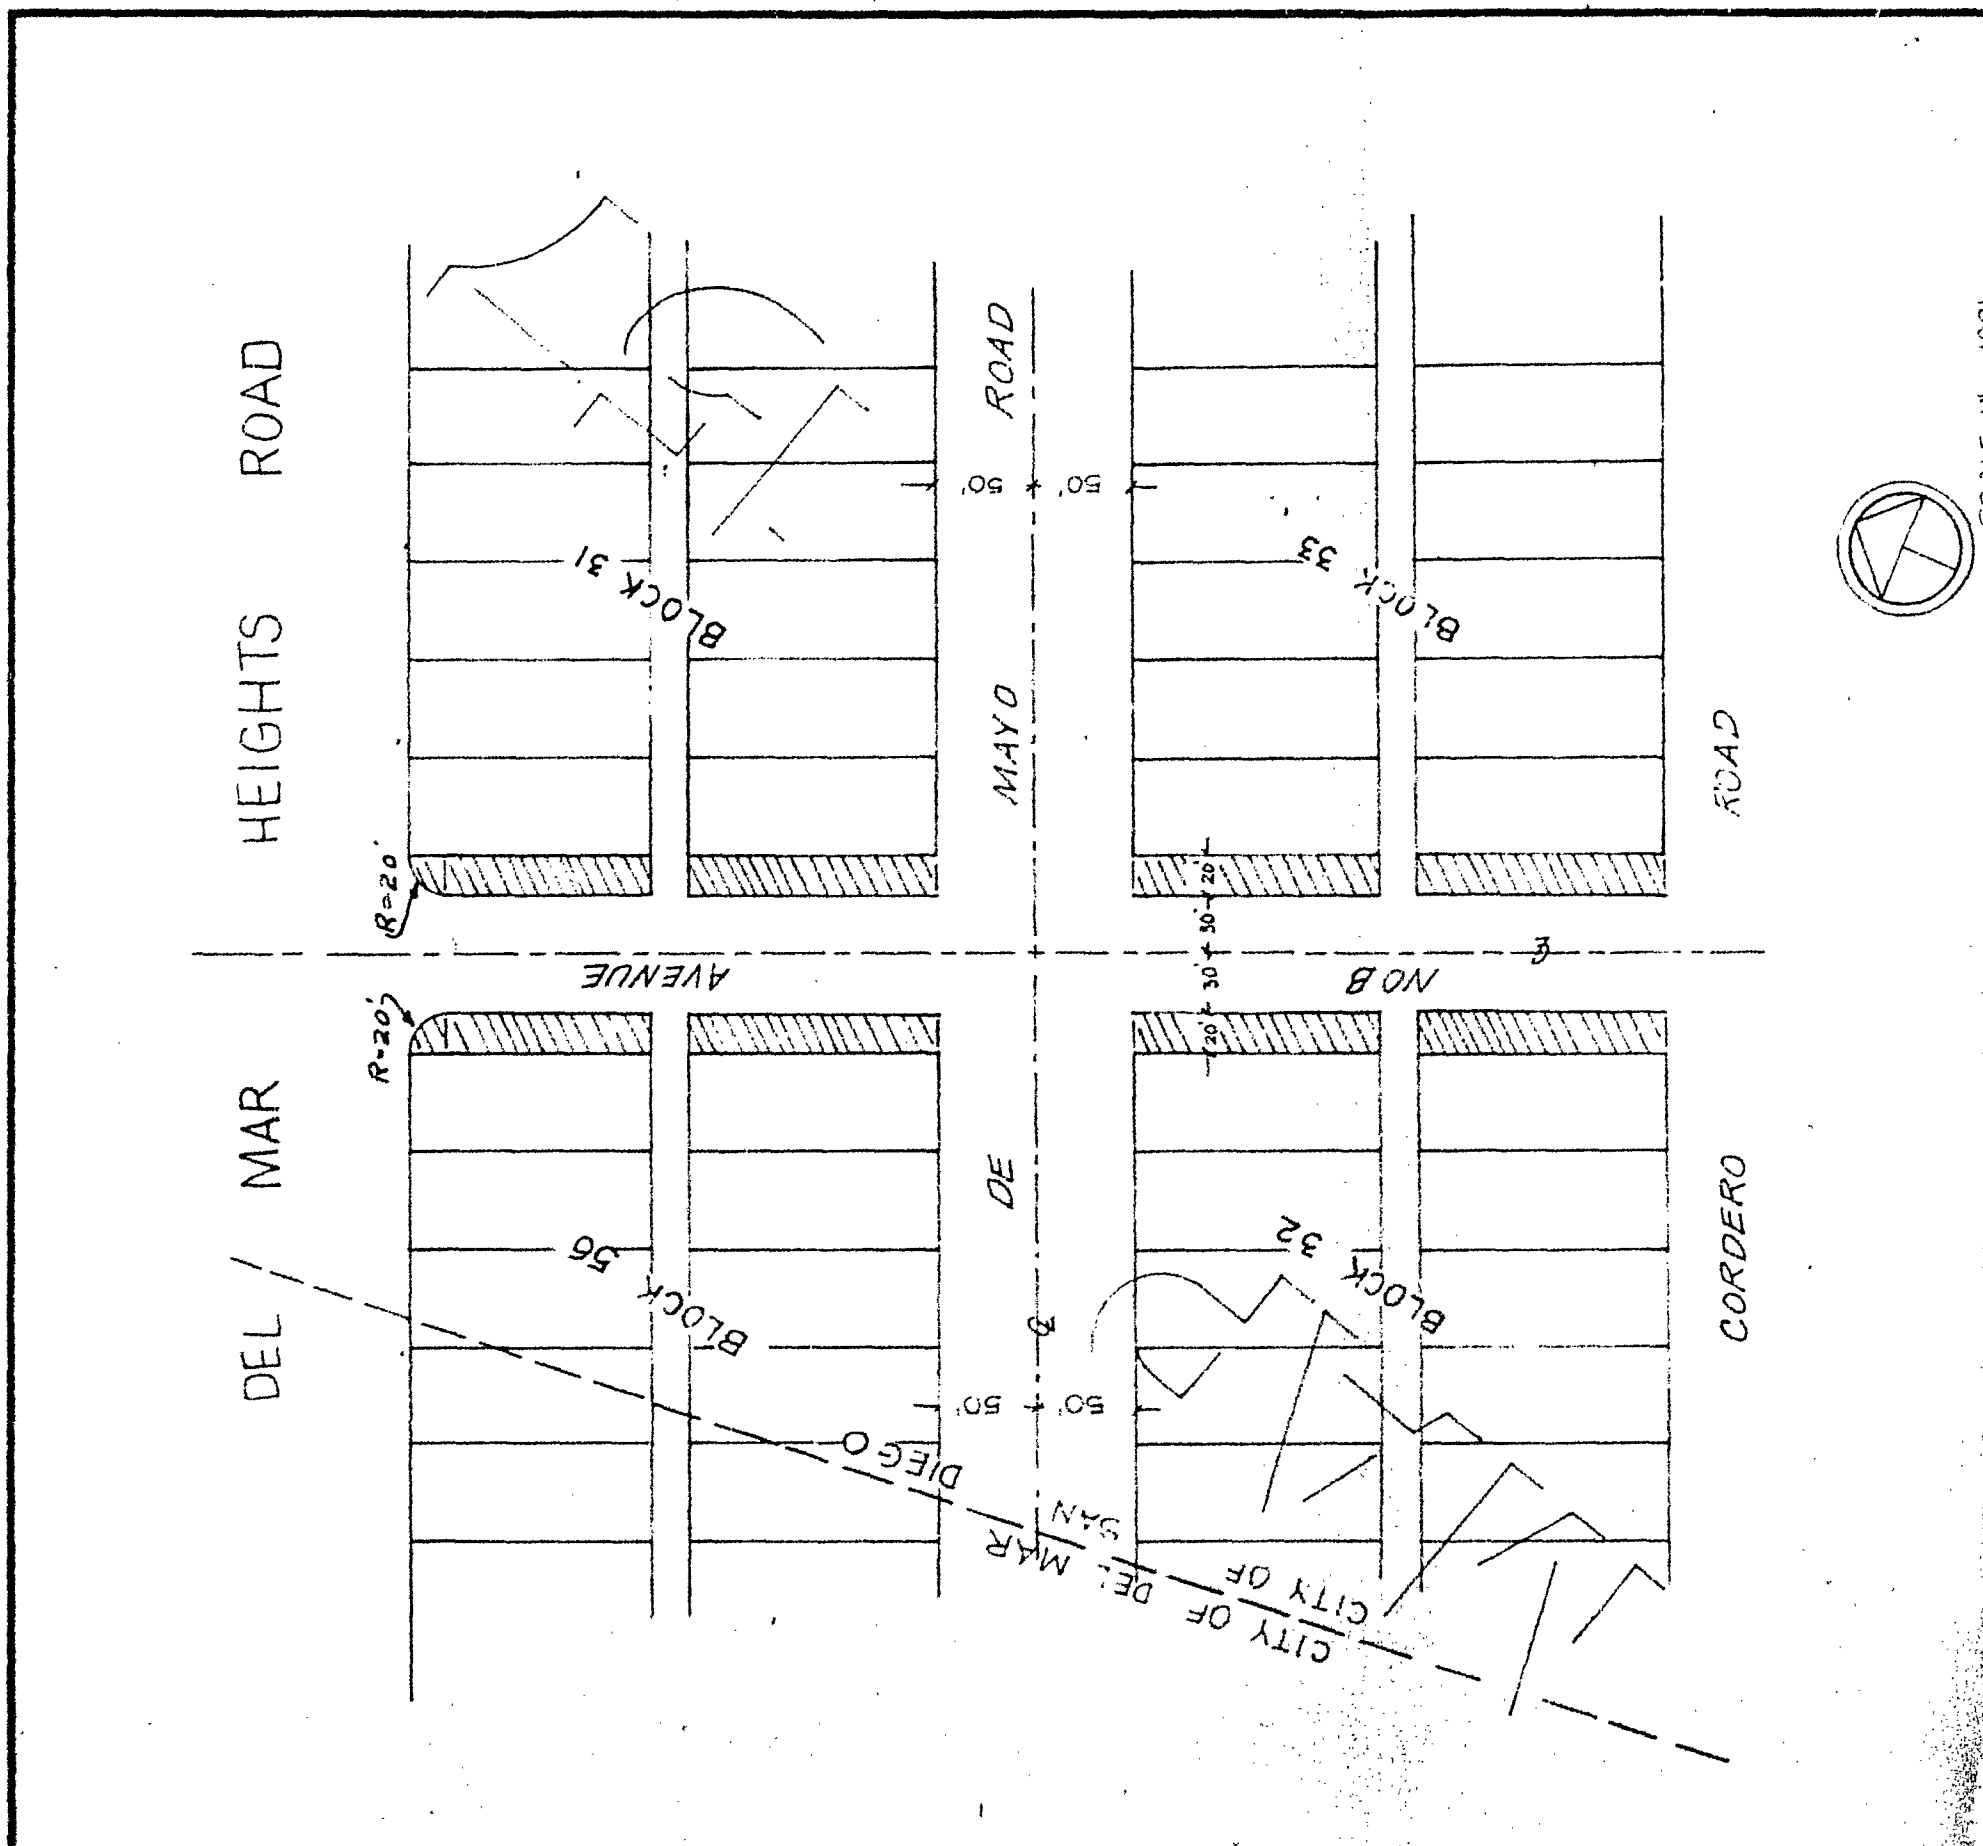 DEL MAR HEIGHTS ROAD
R=20'
R=20'
BLOCK 31
BLOCK 56
AVENUE
NOB
℄
DE MAYO ROAD
℄
50' 50'
50' 50'
20' 30' 30' 20'
BLOCK 33
BLOCK 32
CITY OF SAN DIEGO
CITY OF DEL MAR
CORDERO ROAD